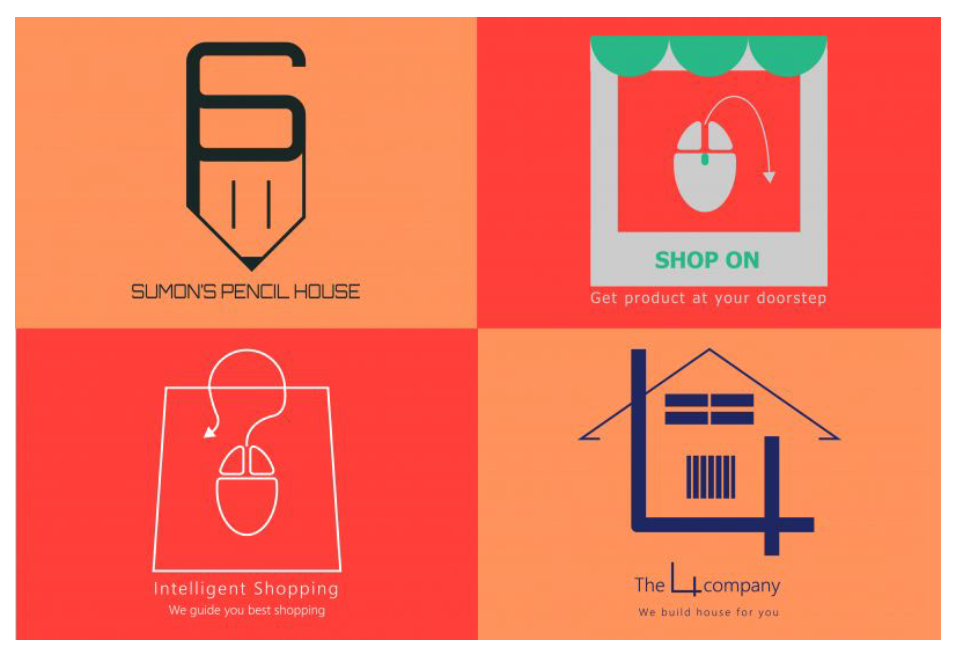 SUMON'S PENCIL HOUSE
SHOP ON
Get product at your doorstep
Intelligent Shopping
We guide you best shopping
The 4 company
We build house for you